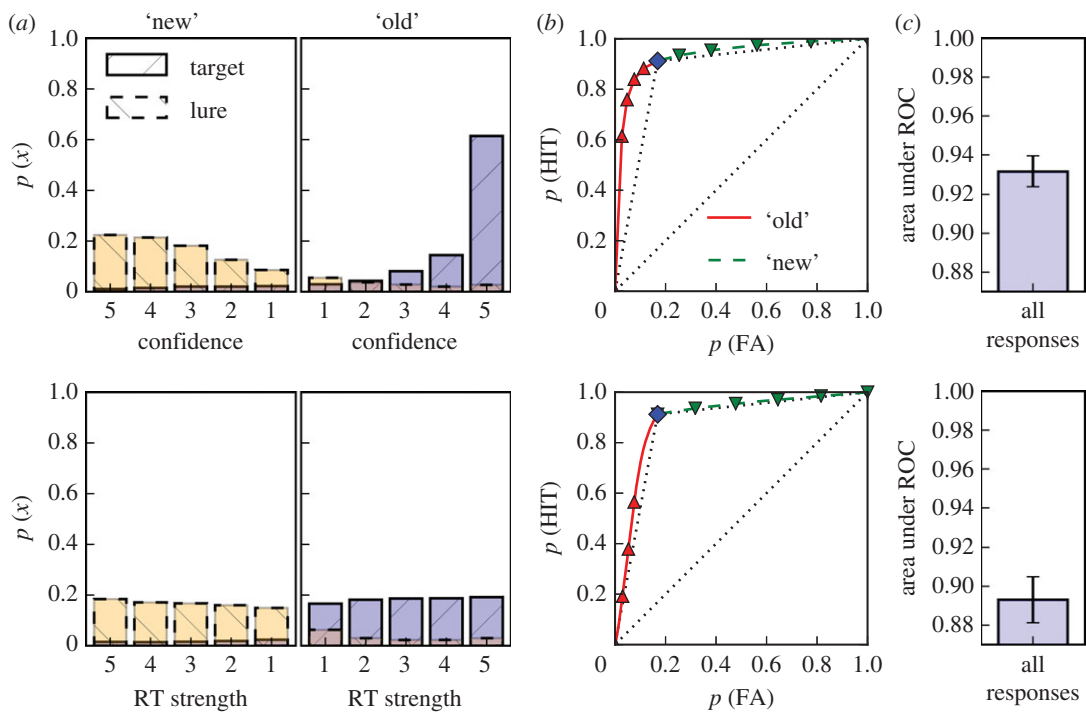 (a) 'new' 'old' (b) (c)
1.0 1.0 1.00
target
lure
0.8 0.8 0.98
0.6 0.6 0.96
p (x) p (HIT) area under ROC
0.4 0.4 0.94
'old'
0.2 0.2 0.92
'new'
0.90
0 0.88
5 4 3 2 1 1 2 3 4 5 0 0.2 0.4 0.6 0.8 1.0 all
confidence confidence p (FA) responses
1.0 1.0 1.00
0.8 0.8 0.98
0.6 0.6 0.96
p (x) p (HIT) area under ROC
0.4 0.4 0.94
0.2 0.2 0.92
0.90
0 0.88
5 4 3 2 1 1 2 3 4 5 0 0.2 0.4 0.6 0.8 1.0 all
RT strength RT strength p (FA) responses